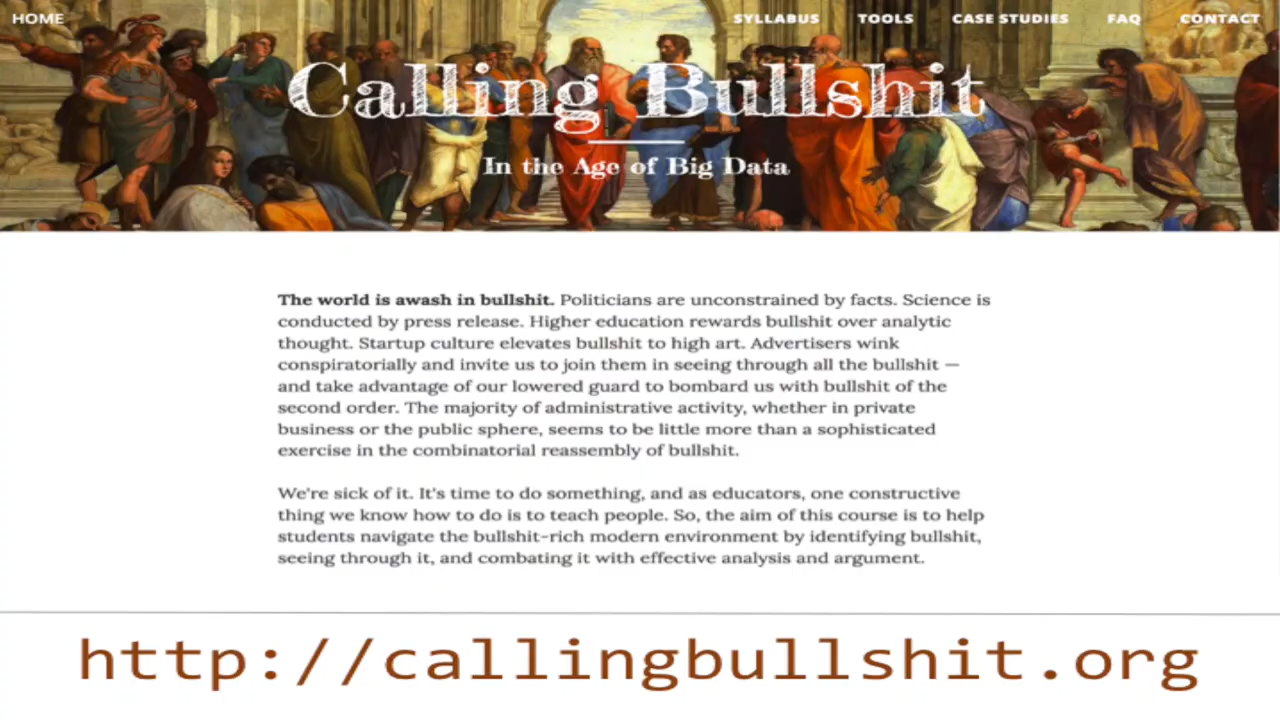 HOME SYLLABUS TOOLS CASE STUDIES FAQ CONTACT
Calling Bullshit
In the Age of Big Data
The world is awash in bullshit. Politicians are unconstrained by facts. Science is
conducted by press release. Higher education rewards bullshit over analytic
thought. Startup culture elevates bullshit to high art. Advertisers wink
conspiratorially and invite us to join them in seeing through all the bullshit —
and take advantage of our lowered guard to bombard us with bullshit of the
second order. The majority of administrative activity, whether in private
business or the public sphere, seems to be little more than a sophisticated
exercise in the combinatorial reassembly of bullshit.
We're sick of it. It's time to do something, and as educators, one constructive
thing we know how to do is to teach people. So, the aim of this course is to help
students navigate the bullshit-rich modern environment by identifying bullshit,
seeing through it, and combating it with effective analysis and argument.
http://callingbullshit.org